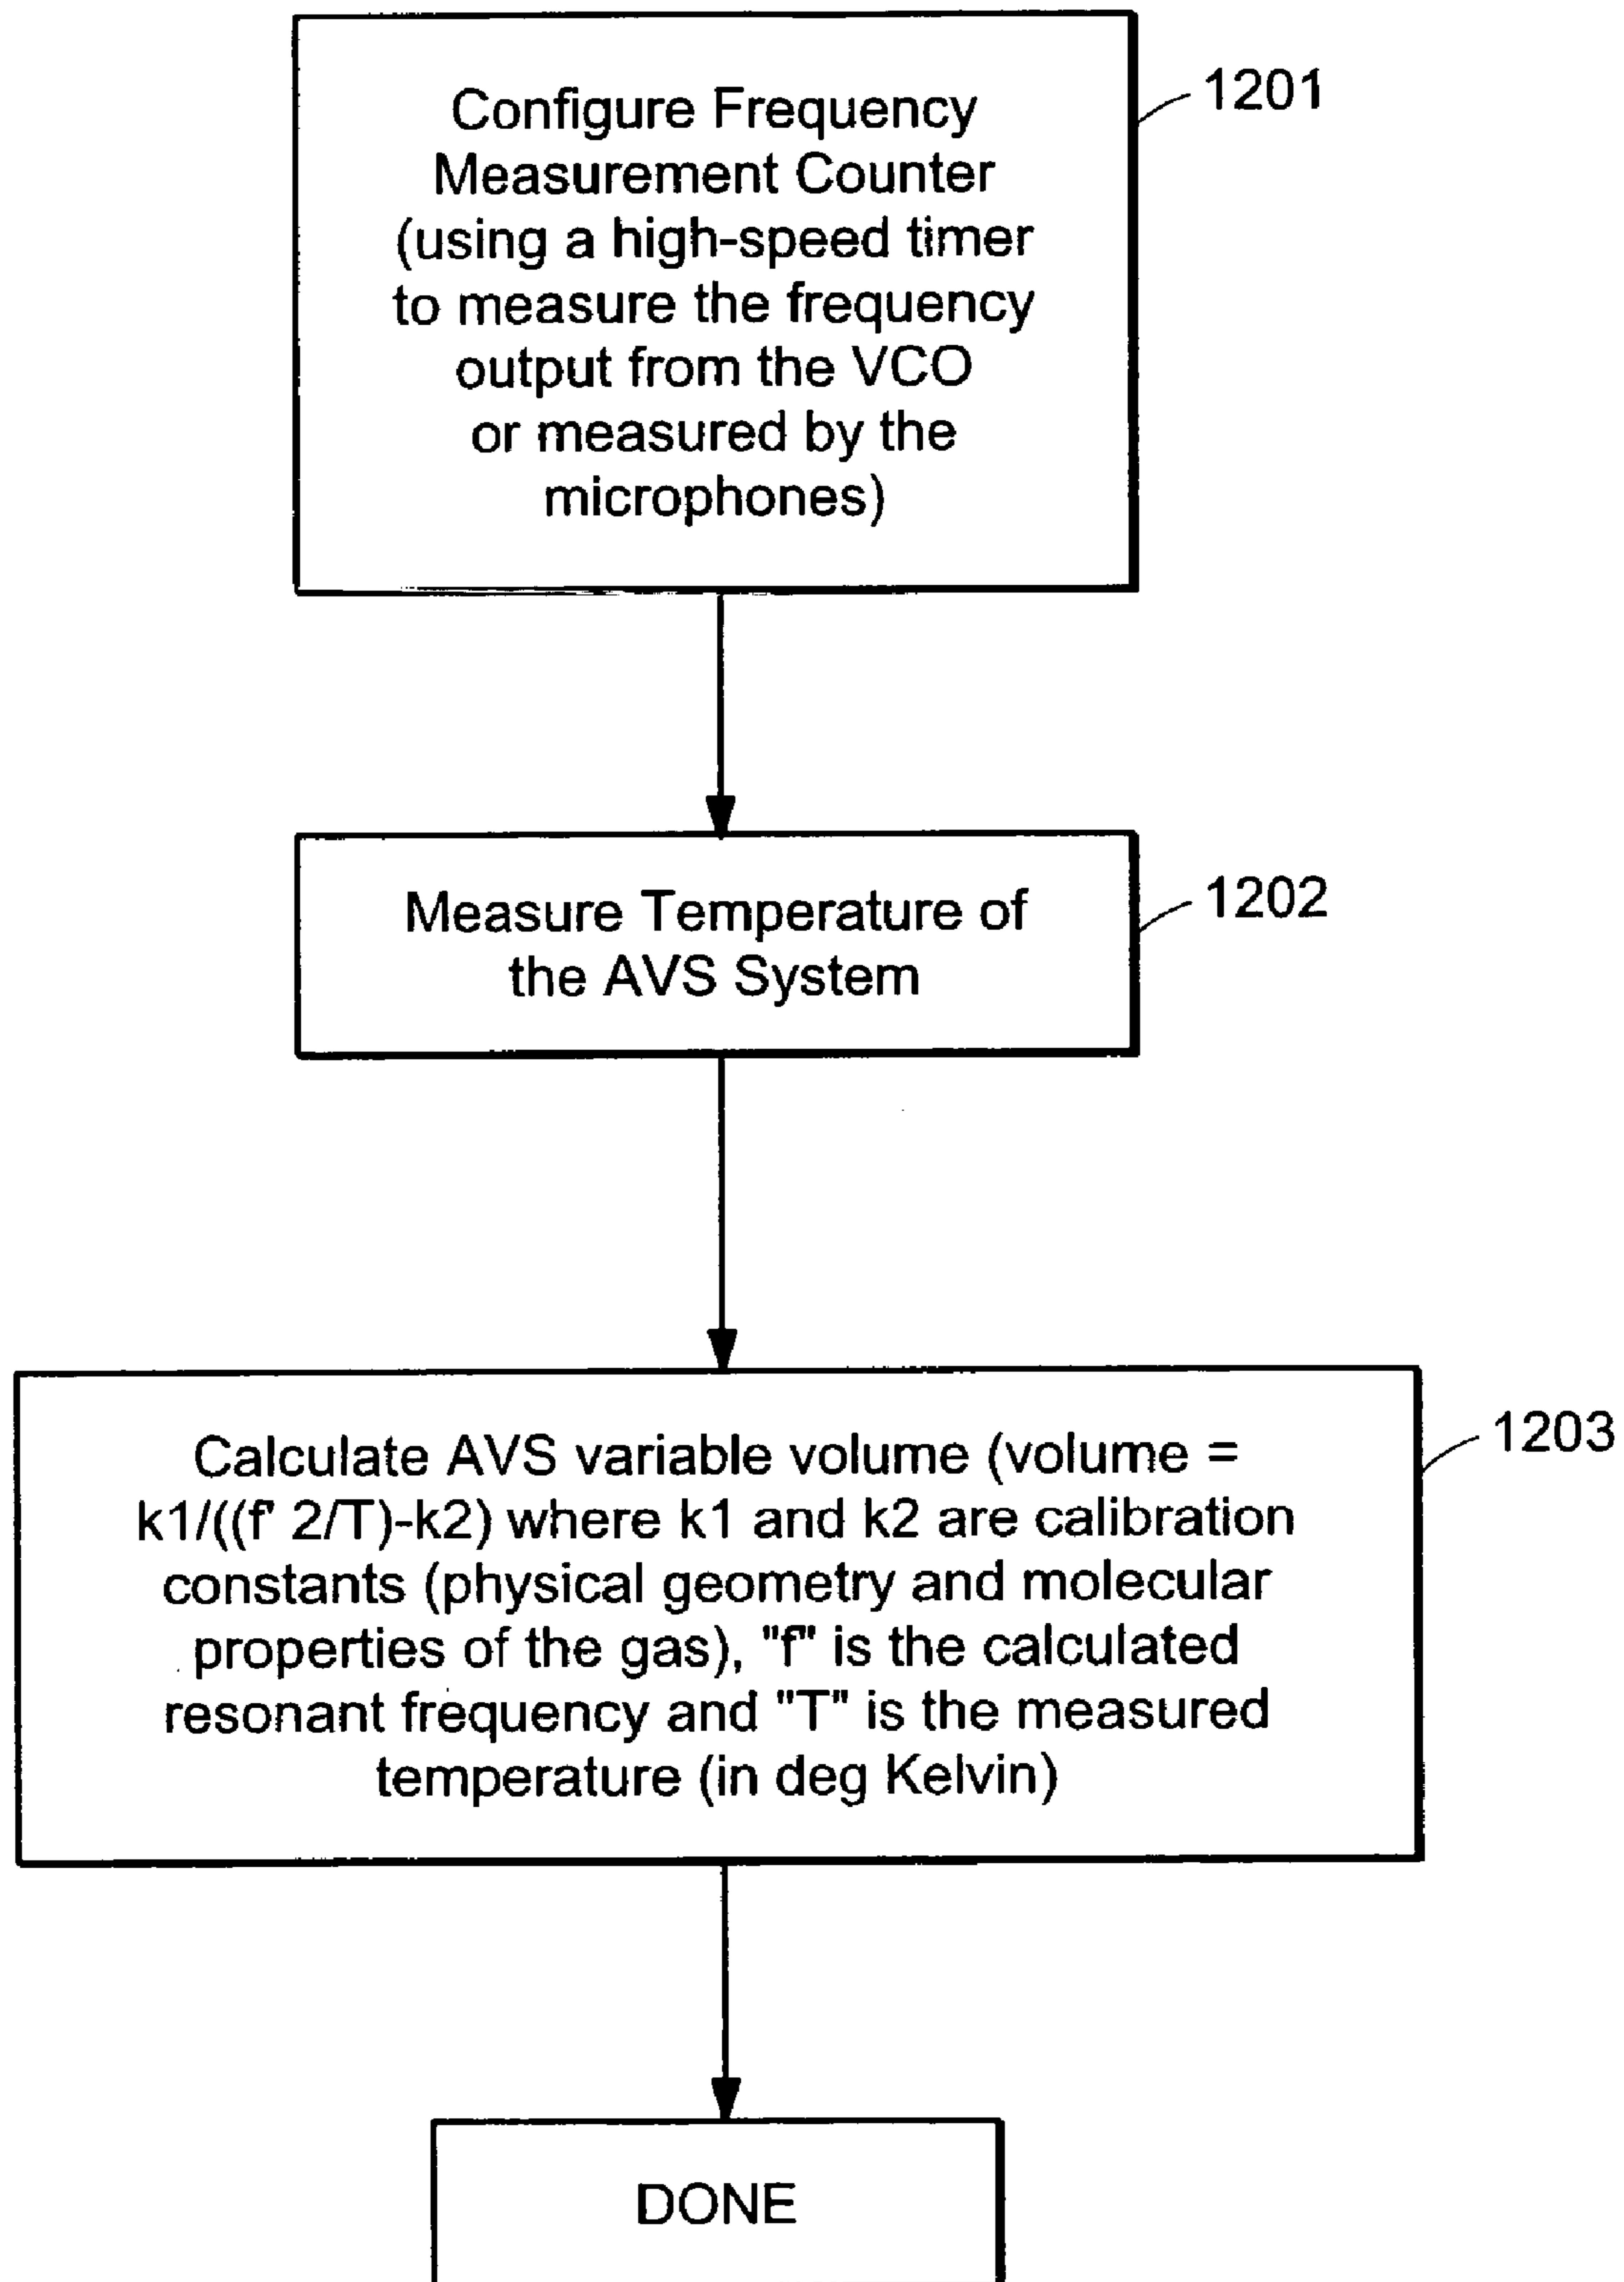 Configure Frequency
Measurement Counter
(using a high-speed timer
to measure the frequency
output from the VCO
or measured by the
microphones)
1201
Measure Temperature of
the AVS System
1202
Calculate AVS variable volume (volume =
k1/((f' 2/T)-k2) where k1 and k2 are calibration
constants (physical geometry and molecular
properties of the gas), "f" is the calculated
resonant frequency and "T" is the measured
temperature (in deg Kelvin)
1203
DONE